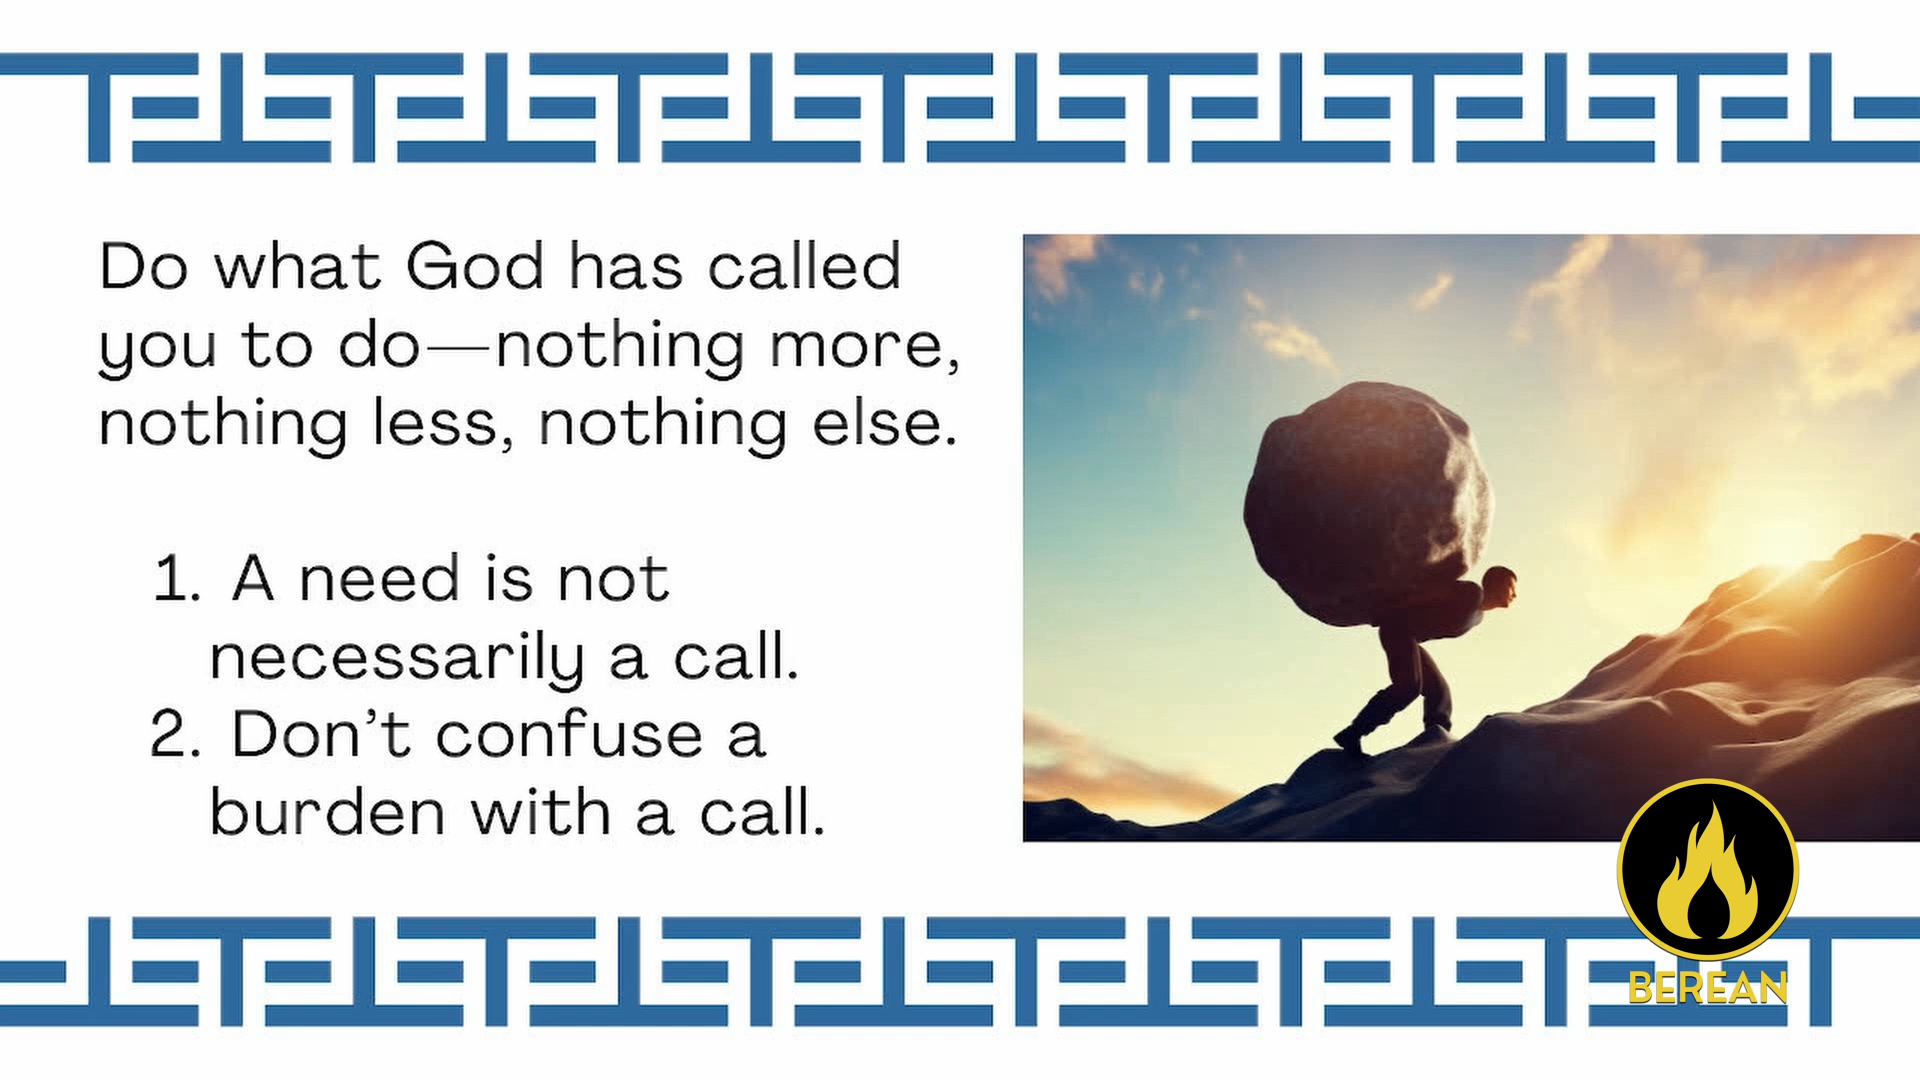 Do what God has called
you to do—nothing more,
nothing less, nothing else.
1. A need is not
necessarily a call.
2. Don’t confuse a
burden with a call.
BEREAN